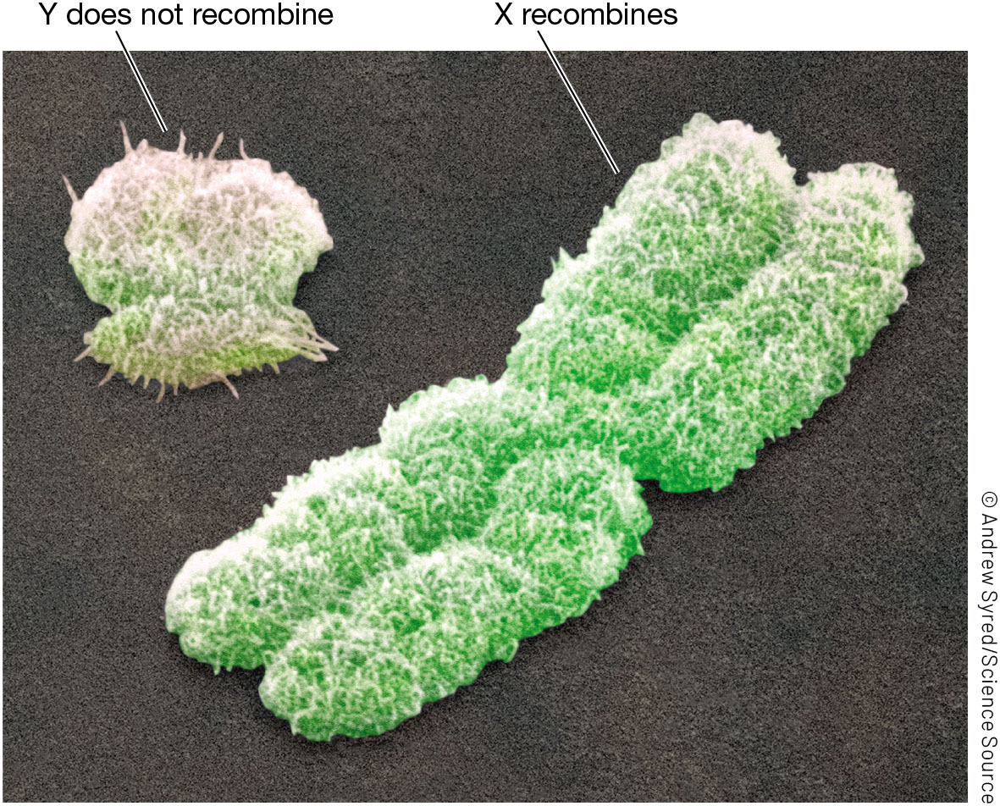 Y does not recombine
X recombines
© Andrew Syred/Science Source